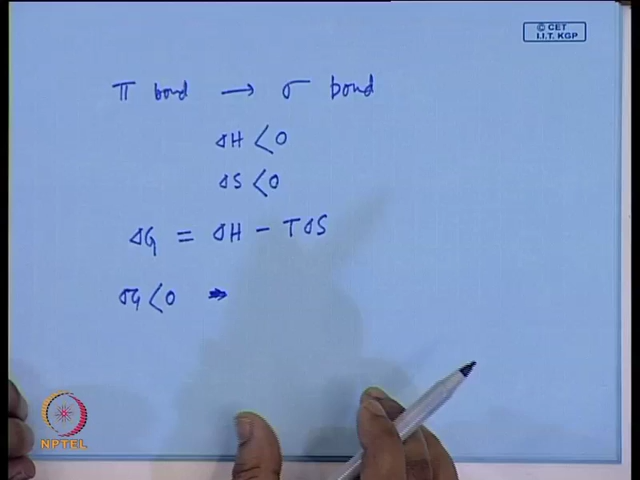 © CET
I.I.T. KGP
π bond → σ bond
ΔH < 0
ΔS < 0
ΔG = ΔH − TΔS
ΔG < 0 →
NPTEL